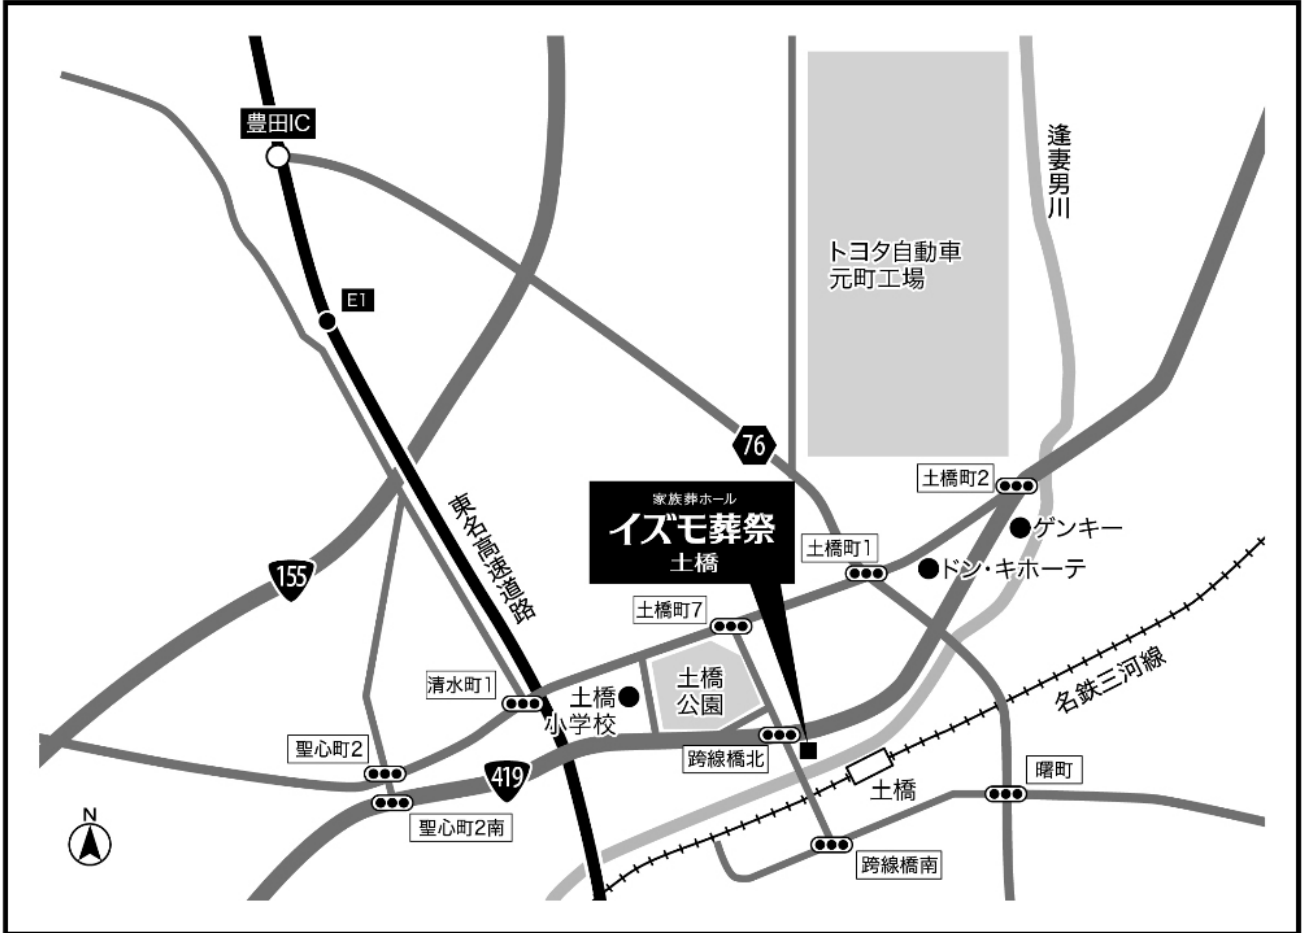 豊田IC
E1
逢妻男川
トヨタ自動車
元町工場
76
土橋町2
家族葬ホール
イズモ葬祭
土橋
ゲンキー
土橋町1
ドン・キホーテ
155
東名高速道路
土橋町7
清水町1
土橋
小学校
土橋
公園
名鉄三河線
聖心町2
跨線橋北
419
土橋
曙町
聖心町2南
N
跨線橋南